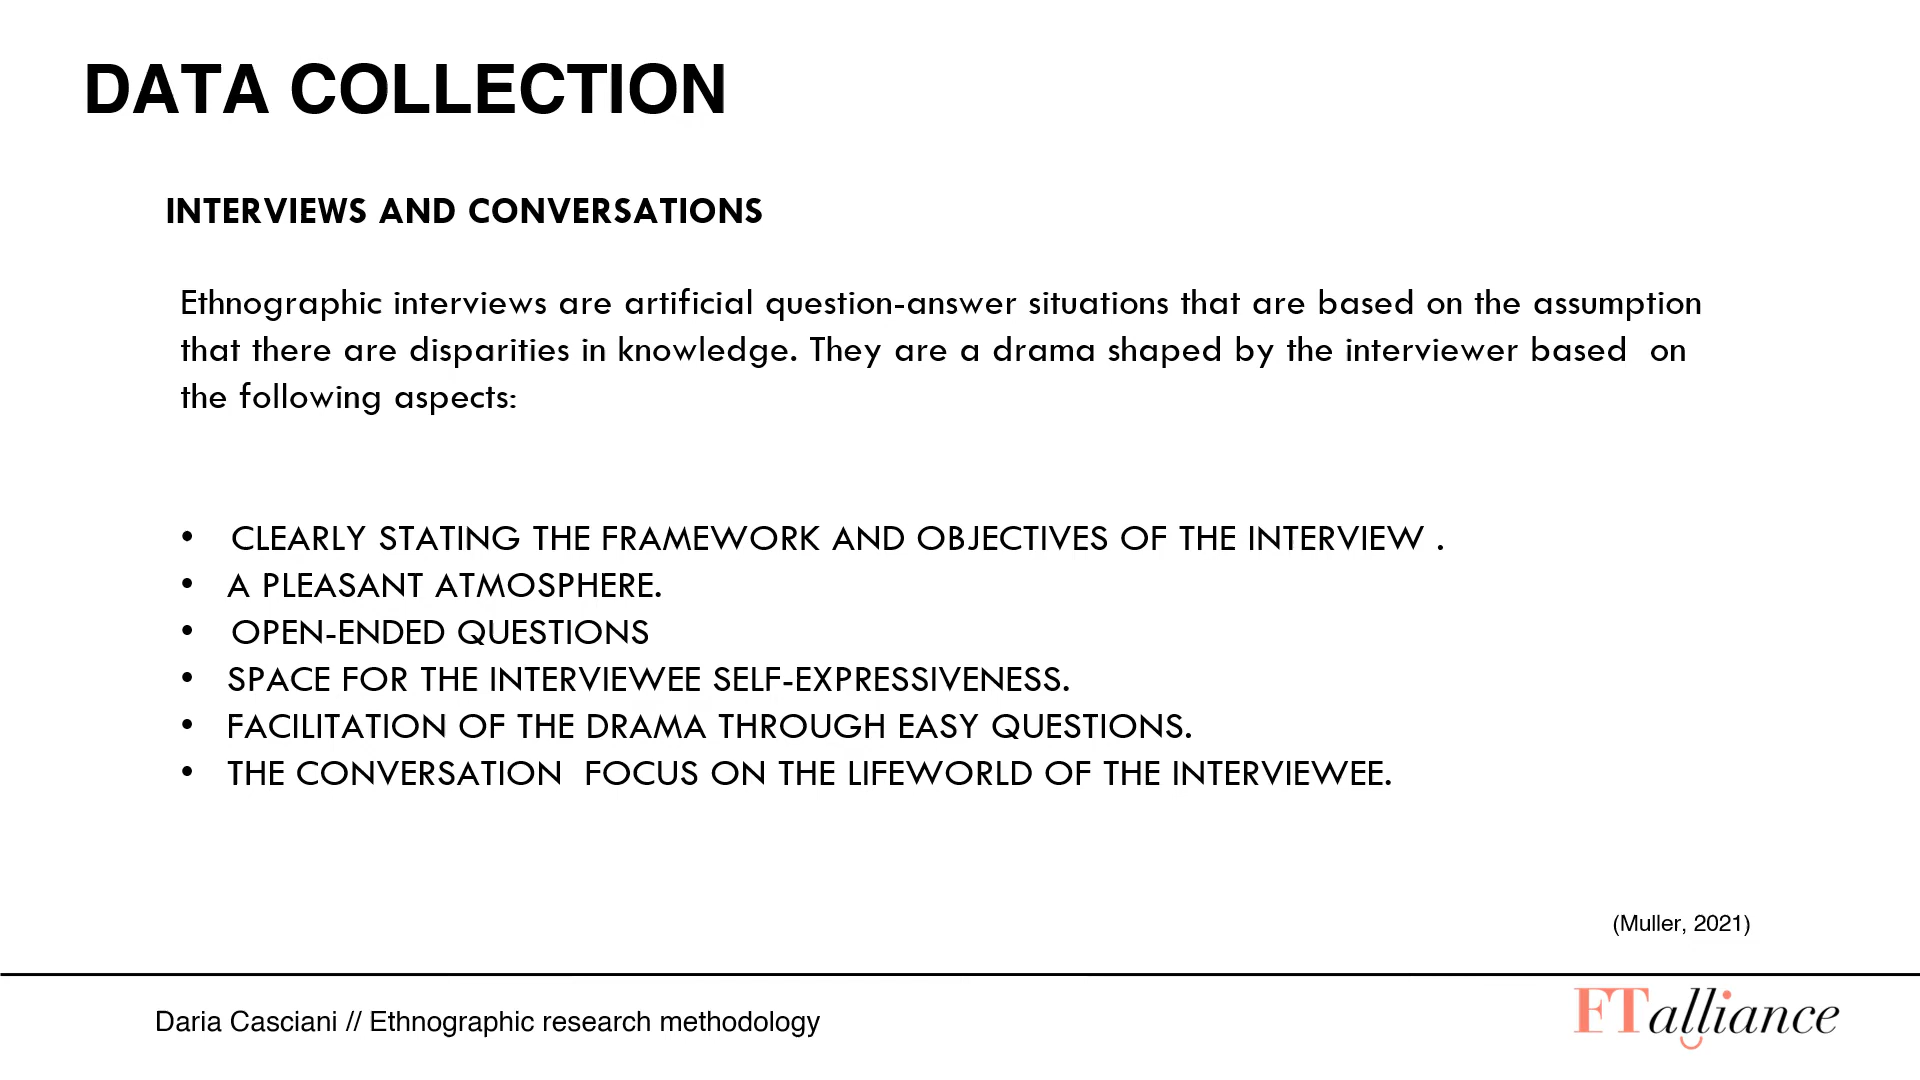 DATA COLLECTION
INTERVIEWS AND CONVERSATIONS
Ethnographic interviews are artificial question-answer situations that are based on the assumption
that there are disparities in knowledge. They are a drama shaped by the interviewer based  on
the following aspects:
• CLEARLY STATING THE FRAMEWORK AND OBJECTIVES OF THE INTERVIEW .
• A PLEASANT ATMOSPHERE.
• OPEN-ENDED QUESTIONS
• SPACE FOR THE INTERVIEWEE SELF-EXPRESSIVENESS.
• FACILITATION OF THE DRAMA THROUGH EASY QUESTIONS.
• THE CONVERSATION  FOCUS ON THE LIFEWORLD OF THE INTERVIEWEE.
(Muller, 2021)
Daria Casciani // Ethnographic research methodology
FTalliance